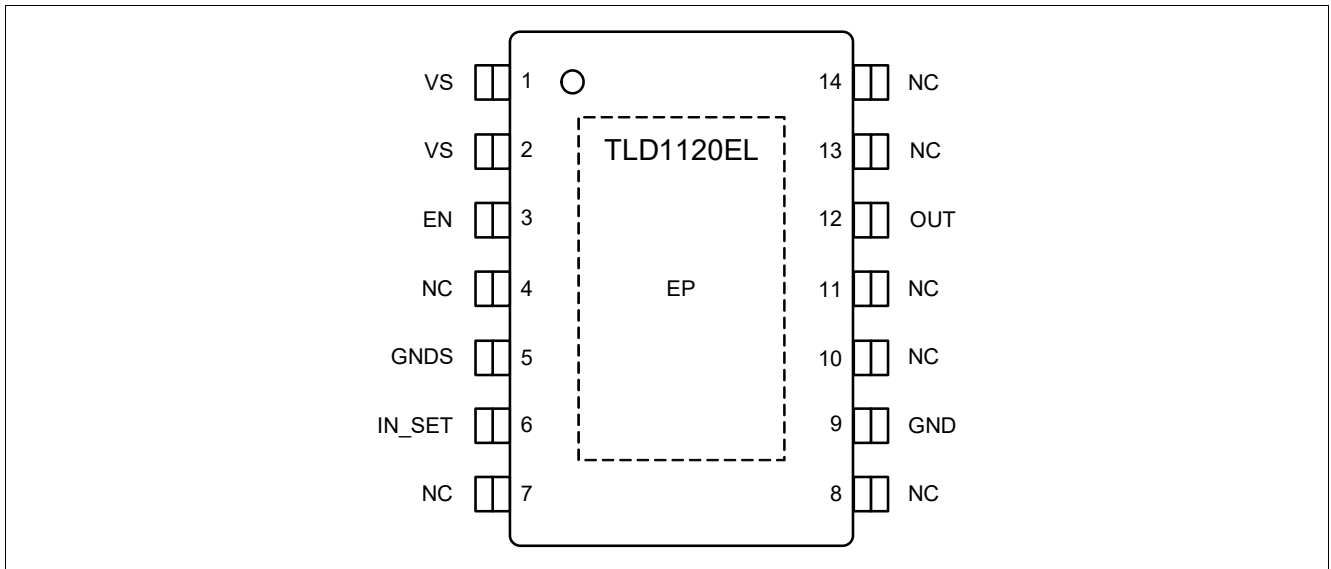 VS 1 14 NC
VS 2 TLD1120EL 13 NC
EN 3 12 OUT
NC 4 EP 11 NC
GNDS 5 10 NC
IN_SET 6 9 GND
NC 7 8 NC